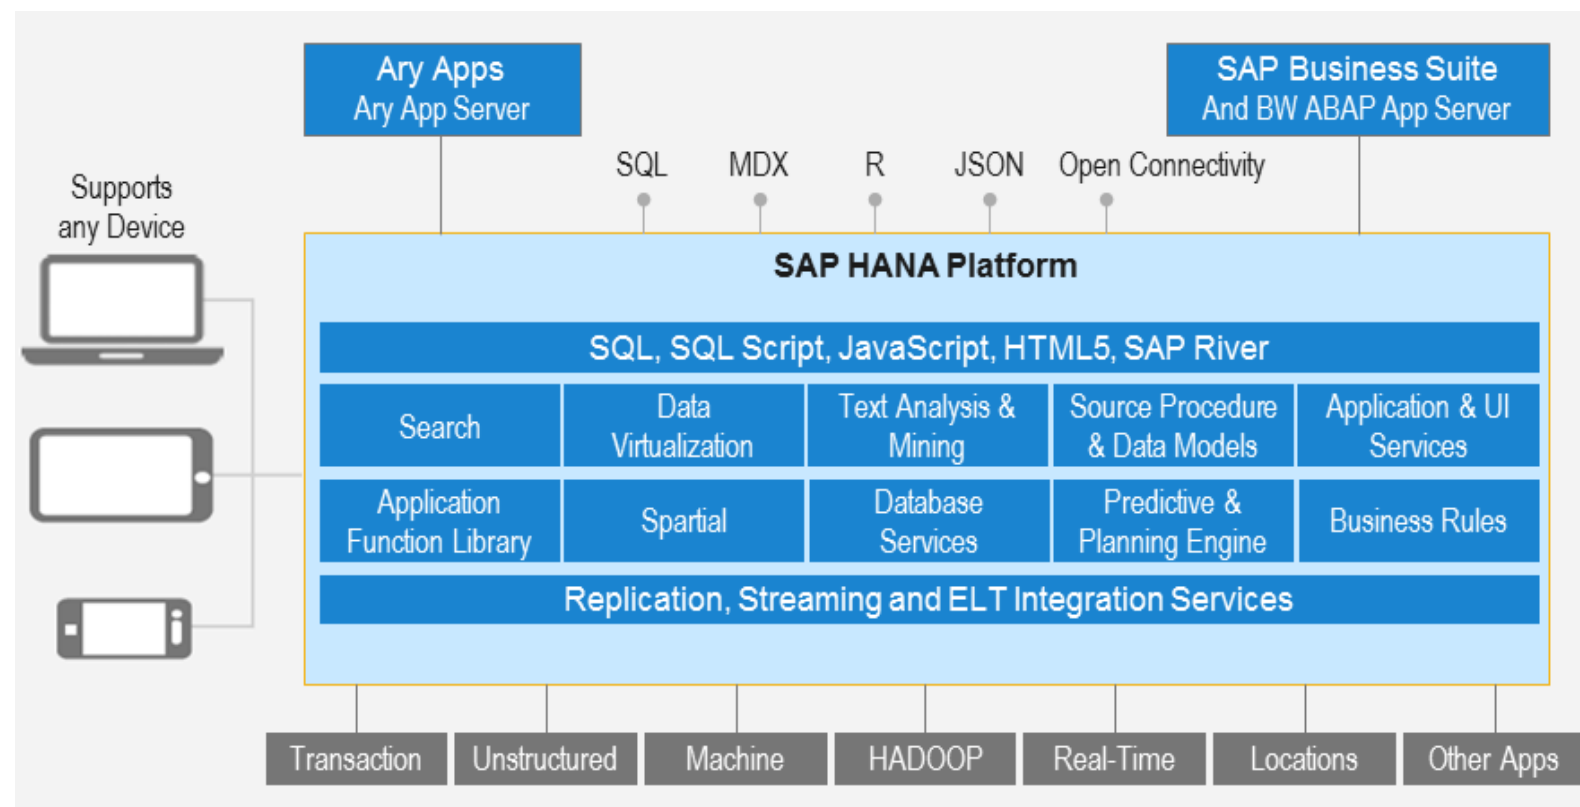 Ary Apps
Ary App Server
SAP Business Suite
And BW ABAP App Server
SQL
MDX
R
JSON
Open Connectivity
Supports
any Device
SAP HANA Platform
SQL, SQL Script, JavaScript, HTML5, SAP River
Search
Data
Virtualization
Text Analysis &
Mining
Source Procedure
& Data Models
Application & UI
Services
Application
Function Library
Spartial
Database
Services
Predictive &
Planning Engine
Business Rules
Replication, Streaming and ELT Integration Services
Transaction
Unstructured
Machine
HADOOP
Real-Time
Locations
Other Apps